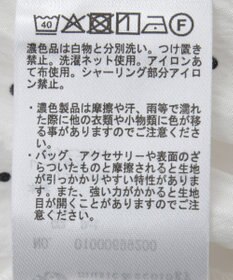 40 F
濃色品は白物と分別洗い。つけ置き
禁止。洗濯ネット使用。アイロンあ
て布使用。シャーリング部分アイロ
ン禁止。
・濃色製品は摩擦や汗、雨等で濡れ
た際に他の衣類や小物類に色が移
る事がありますのでご注意くださ
い。
・バッグ、アクセサリーや表面のざ
らついたものと摩擦されると生地
が引っかかりやすい特性がありま
す。また、強い力がかかると生地
目が開くことがありますのでご注
意ください。